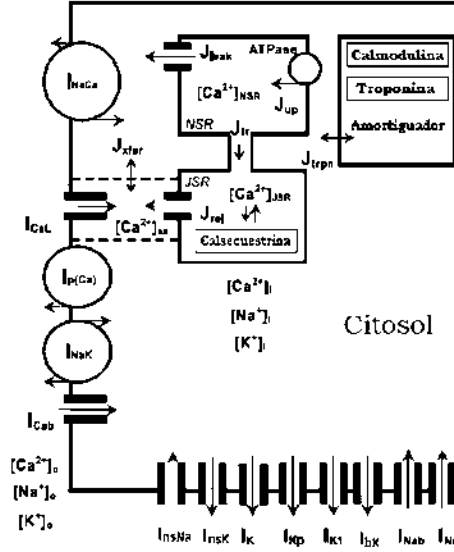 I_NaCa
J_leak
ATPase
Calmodulina
[Ca²⁺]_NSR
J_up
Troponina
NSR
J_tr
Amortiguador
J_xfer
J_trpn
JSR
[Ca²⁺]_JSR
I_CaL
[Ca²⁺]_ss
J_rel
Calsecuestrina
I_p(Ca)
[Ca²⁺]_i
[Na⁺]_i
Citosol
[K⁺]_i
I_NaK
I_Cab
[Ca²⁺]_o
[Na⁺]_o
[K⁺]_o
I_nsNa I_nsK I_K I_Kp I_K1 I_bK I_Nab